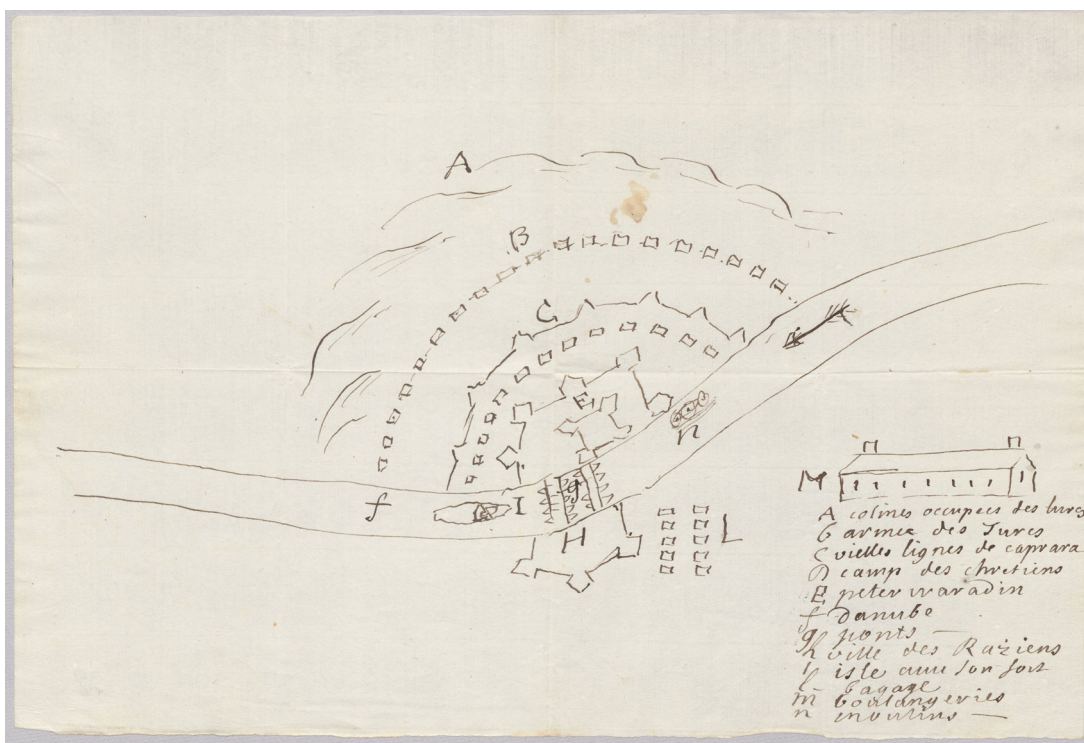 A
B
C
E
n
f
I
g
H
L
M
A colines occupees des turcs
b armee des Turcs
C vielles lignes de caprara
D camp des chretiens
E peter waradin
f danube
g ponts
h ville des Raziens
I isle avec son fort
l bagage
m boulangeries
n moulins